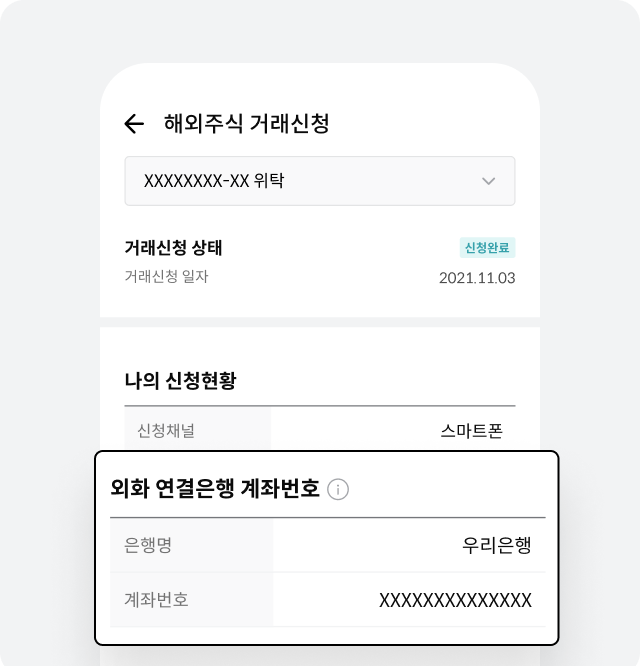 해외주식 거래신청
XXXXXXXX-XX 위탁
거래신청 상태 신청완료
거래신청 일자 2021.11.03
나의 신청현황
신청채널 스마트폰
외화 연결은행 계좌번호
은행명 우리은행
계좌번호 XXXXXXXXXXXXXX